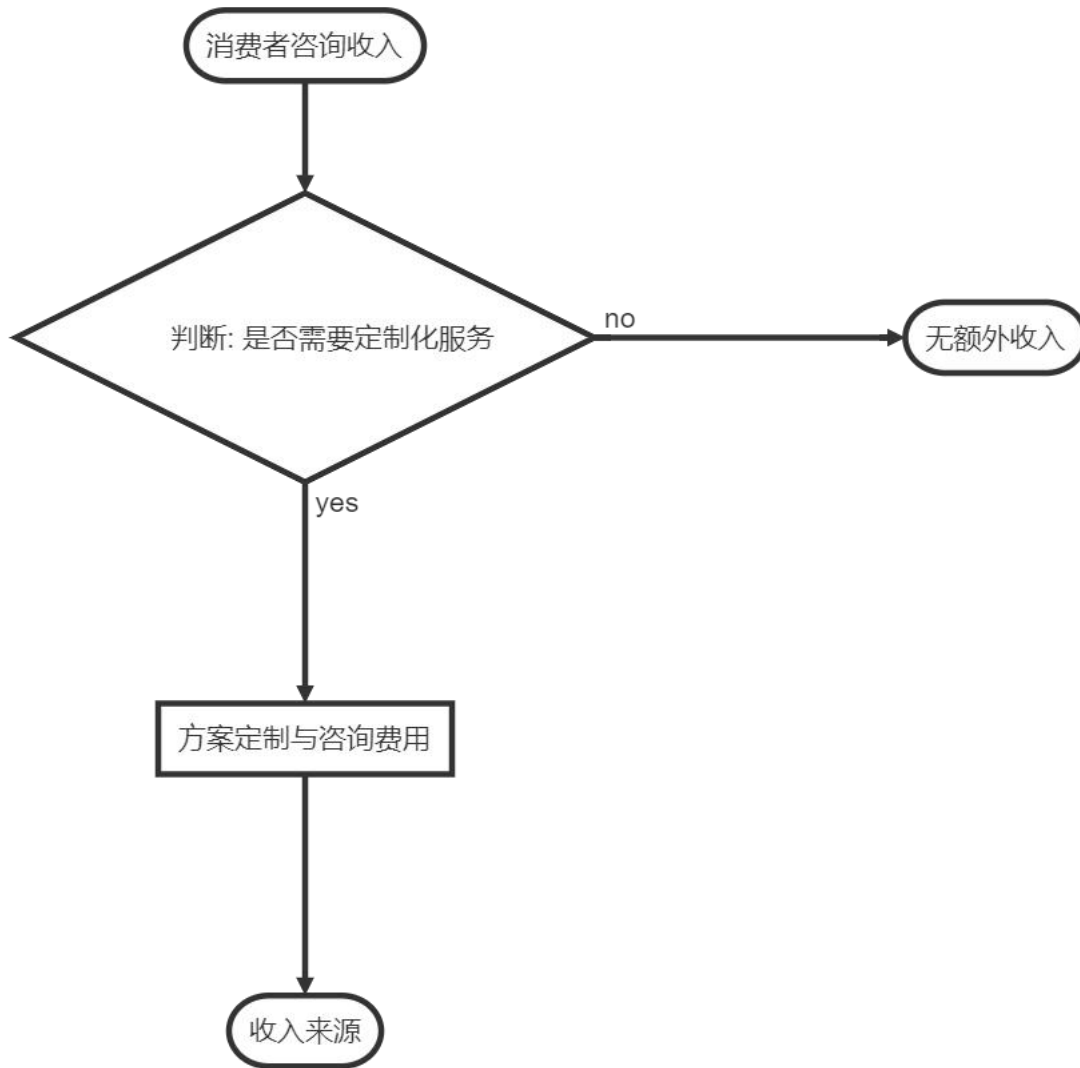 消费者咨询收入
判断: 是否需要定制化服务
no
无额外收入
yes
方案定制与咨询费用
收入来源